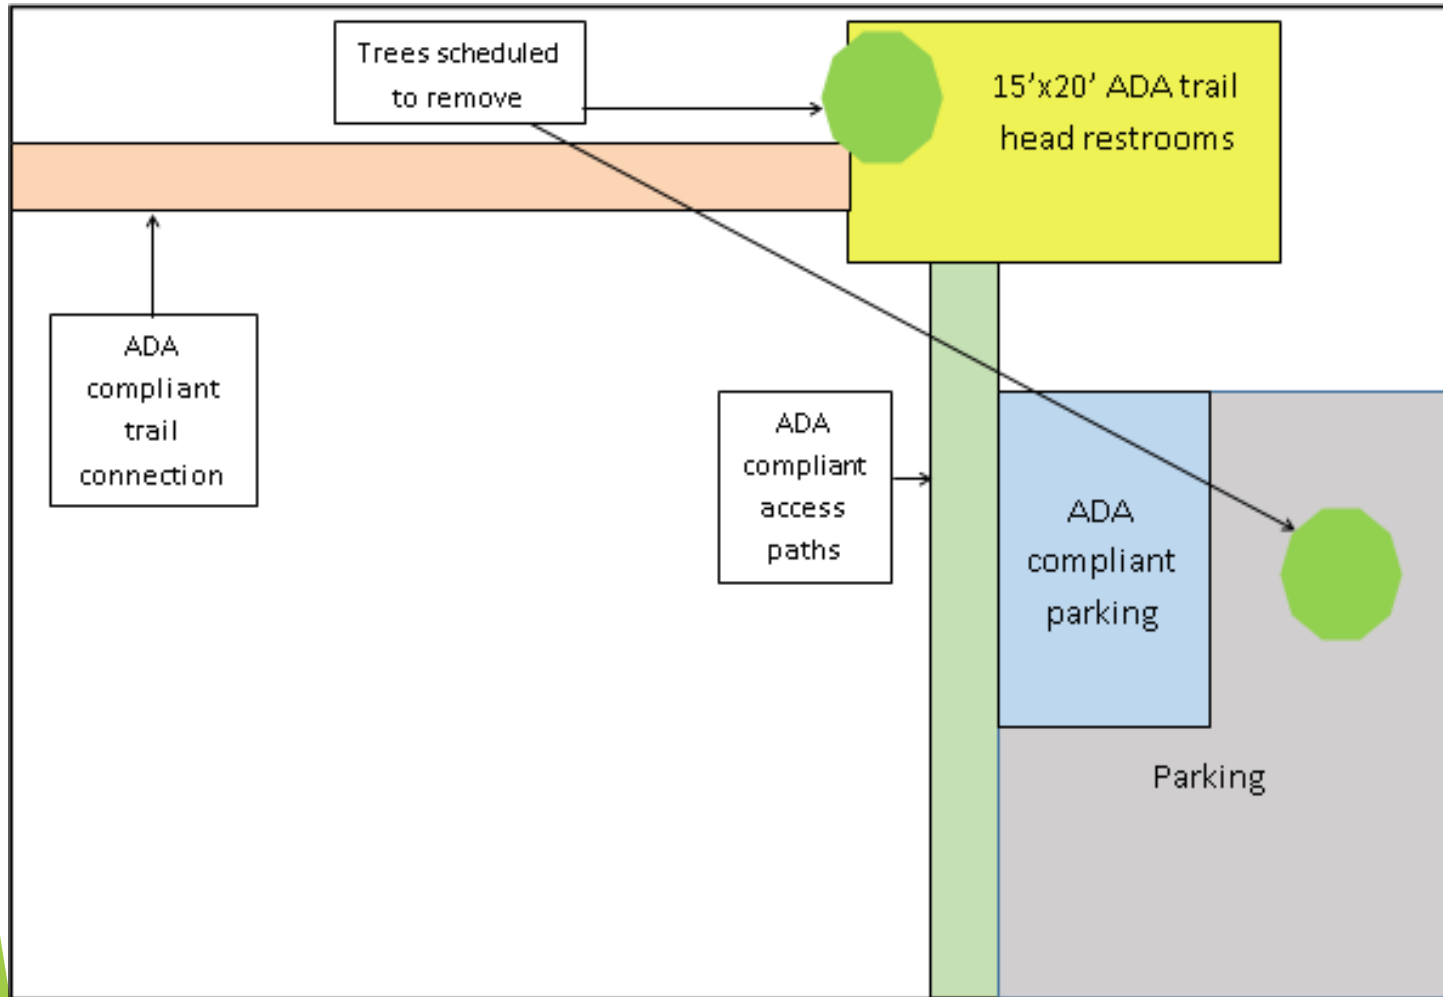 Trees scheduled
to remove
15’x20’ ADA trail
head restrooms
ADA
compliant
trail
connection
ADA
compliant
access
paths
ADA
compliant
parking
Parking